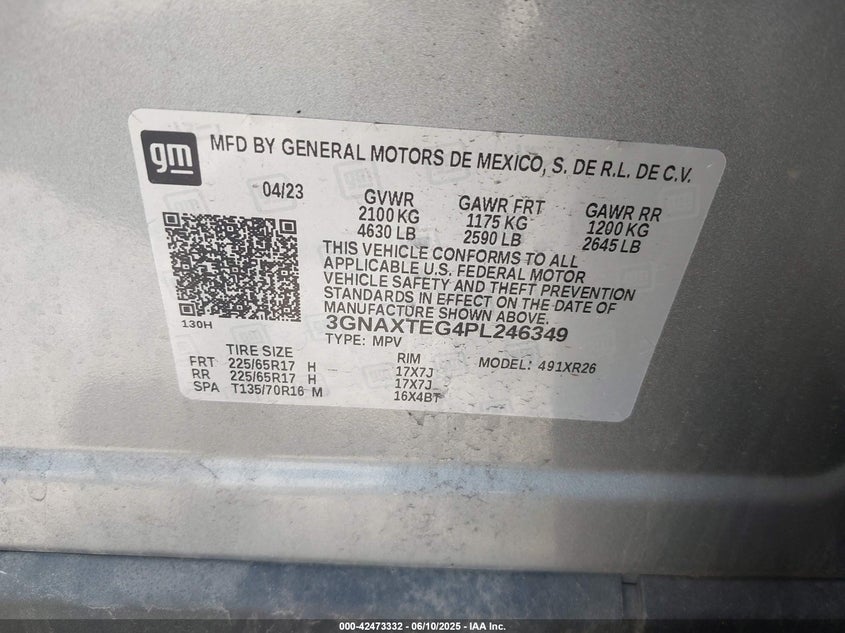 gm
MFD BY GENERAL MOTORS DE MEXICO, S. DE R.L. DE C.V.
04/23 GVWR GAWR FRT GAWR RR
2100 KG 1175 KG 1200 KG
4630 LB 2590 LB 2645 LB
THIS VEHICLE CONFORMS TO ALL
APPLICABLE U.S. FEDERAL MOTOR
VEHICLE SAFETY AND THEFT PREVENTION
STANDARDS IN EFFECT ON THE DATE OF
MANUFACTURE SHOWN ABOVE.
130H
3GNAXTEG4PL246349
TYPE: MPV
TIRE SIZE RIM MODEL: 491XR26
FRT 225/65R17 H 17X7J
RR 225/65R17 H 17X7J
SPA T135/70R16 M 16X4BT
000-42473332 - 06/10/2025 - IAA Inc.